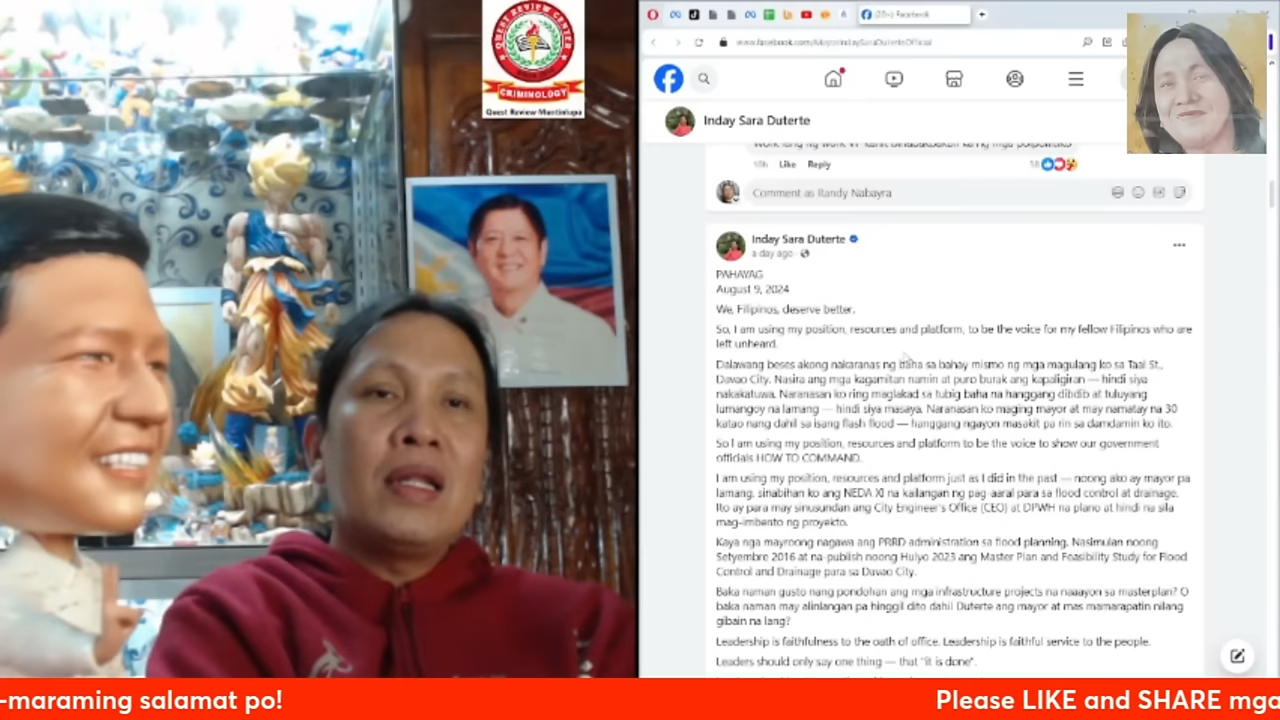 QUEST REVIEW CENTER
CRIMINOLOGY
Quest Review Muntinlupa
(20+) Facebook
www.facebook.com/MayorIndaySaraDuterteOfficial
Inday Sara Duterte
Like Reply
Comment as Randy Nabayra
Inday Sara Duterte
a day ago
PAHAYAG
August 9, 2024
We, Filipinos, deserve better.
So, I am using my position, resources and platform, to be the voice for my fellow Filipinos who are
left unheard.
Dalawang beses akong nakaranas ng baha sa bahay mismo ng mga magulang ko sa Taal St.,
Davao City. Nasira ang mga kagamitan namin at puro burak ang kapaligiran — hindi siya
nakakatuwa. Naranasan ko ring maglakad sa tubig baha na hanggang dibdib at tuluyang
lumangoy na lamang — hindi siya masaya. Naranasan ko maging mayor at may namatay na 30
katao nang dahil sa isang flash flood — hanggang ngayon masakit pa rin sa damdamin ko ito.
So I am using my position, resources and platform to be the voice to show our government
officials HOW TO COMMAND.
I am using my position, resources and platform just as I did in the past — noong ako ay mayor pa
lamang, sinabihan ko ang NEDA XI na kailangan ng pag-aaral para sa flood control at drainage.
Ito ay para may sinusundan ang City Engineer's Office (CEO) at DPWH na plano at hindi na sila
mag-imbento ng proyekto.
Kaya nga mayroong nagawa ang PRRD administration sa flood planning. Nasimulan noong
Setyembre 2016 at na-publish noong Hulyo 2023 ang Master Plan and Feasibility Study for Flood
Control and Drainage para sa Davao City.
Baka naman gusto nang pondohan ang mga infrastructure projects na naaayon sa masterplan? O
baka naman may alinlangan pa hinggil dito dahil Duterte ang mayor at mas mamarapatin nilang
gibain na lang?
Leadership is faithfulness to the oath of office. Leadership is faithful service to the people.
Leaders should only say one thing — that "it is done".
-maraming salamat po!
Please LIKE and SHARE mga